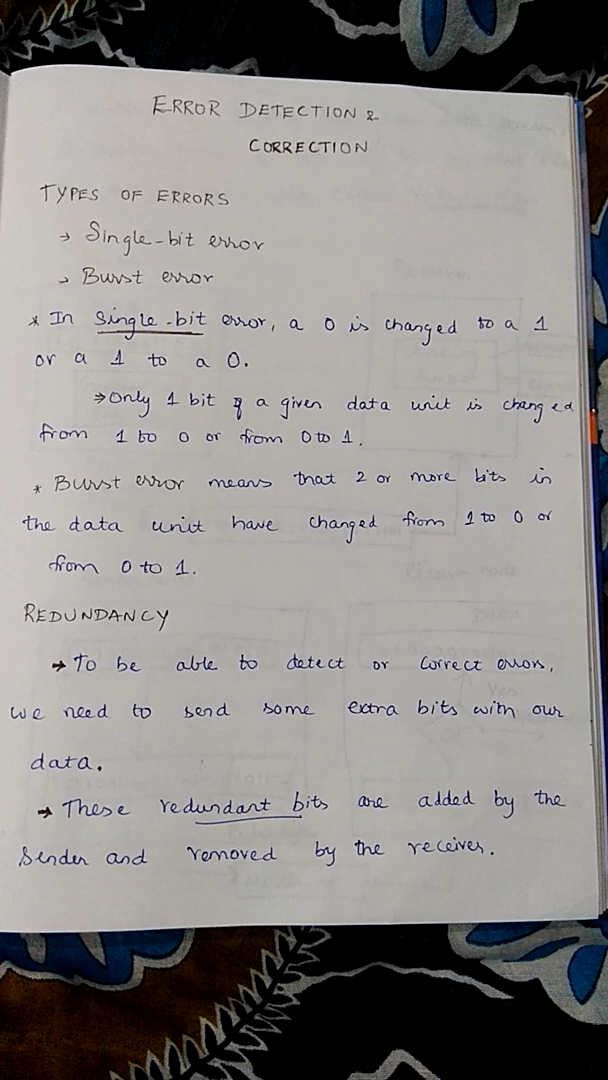 ERROR DETECTION &
CORRECTION
TYPES OF ERRORS
→ Single-bit error
→ Burst error
* In Single-bit error, a 0 is changed to a 1
or a 1 to a 0.
⇒ Only 1 bit of a given data unit is changed
from 1 to 0 or from 0 to 1.
* Burst error means that 2 or more bits in
the data unit have changed from 1 to 0 or
from 0 to 1.
REDUNDANCY
→ To be able to detect or correct errors,
we need to send some extra bits with our
data.
→ These redundant bits are added by the
Sender and removed by the receiver.